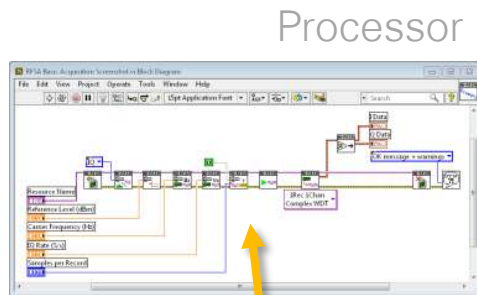 Processor
RFSA Basic Acquisition Screenshot.vi Block Diagram
File Edit View Project Operate Tools Window Help
15pt Application Font
Search
I Data
Q Data
IQ
OK message + warnings
1Rec 1Chan
Complex WDT
Resource Name
Reference Level (dBm)
Carrier Frequency (Hz)
IQ Rate (S/s)
Samples per Record